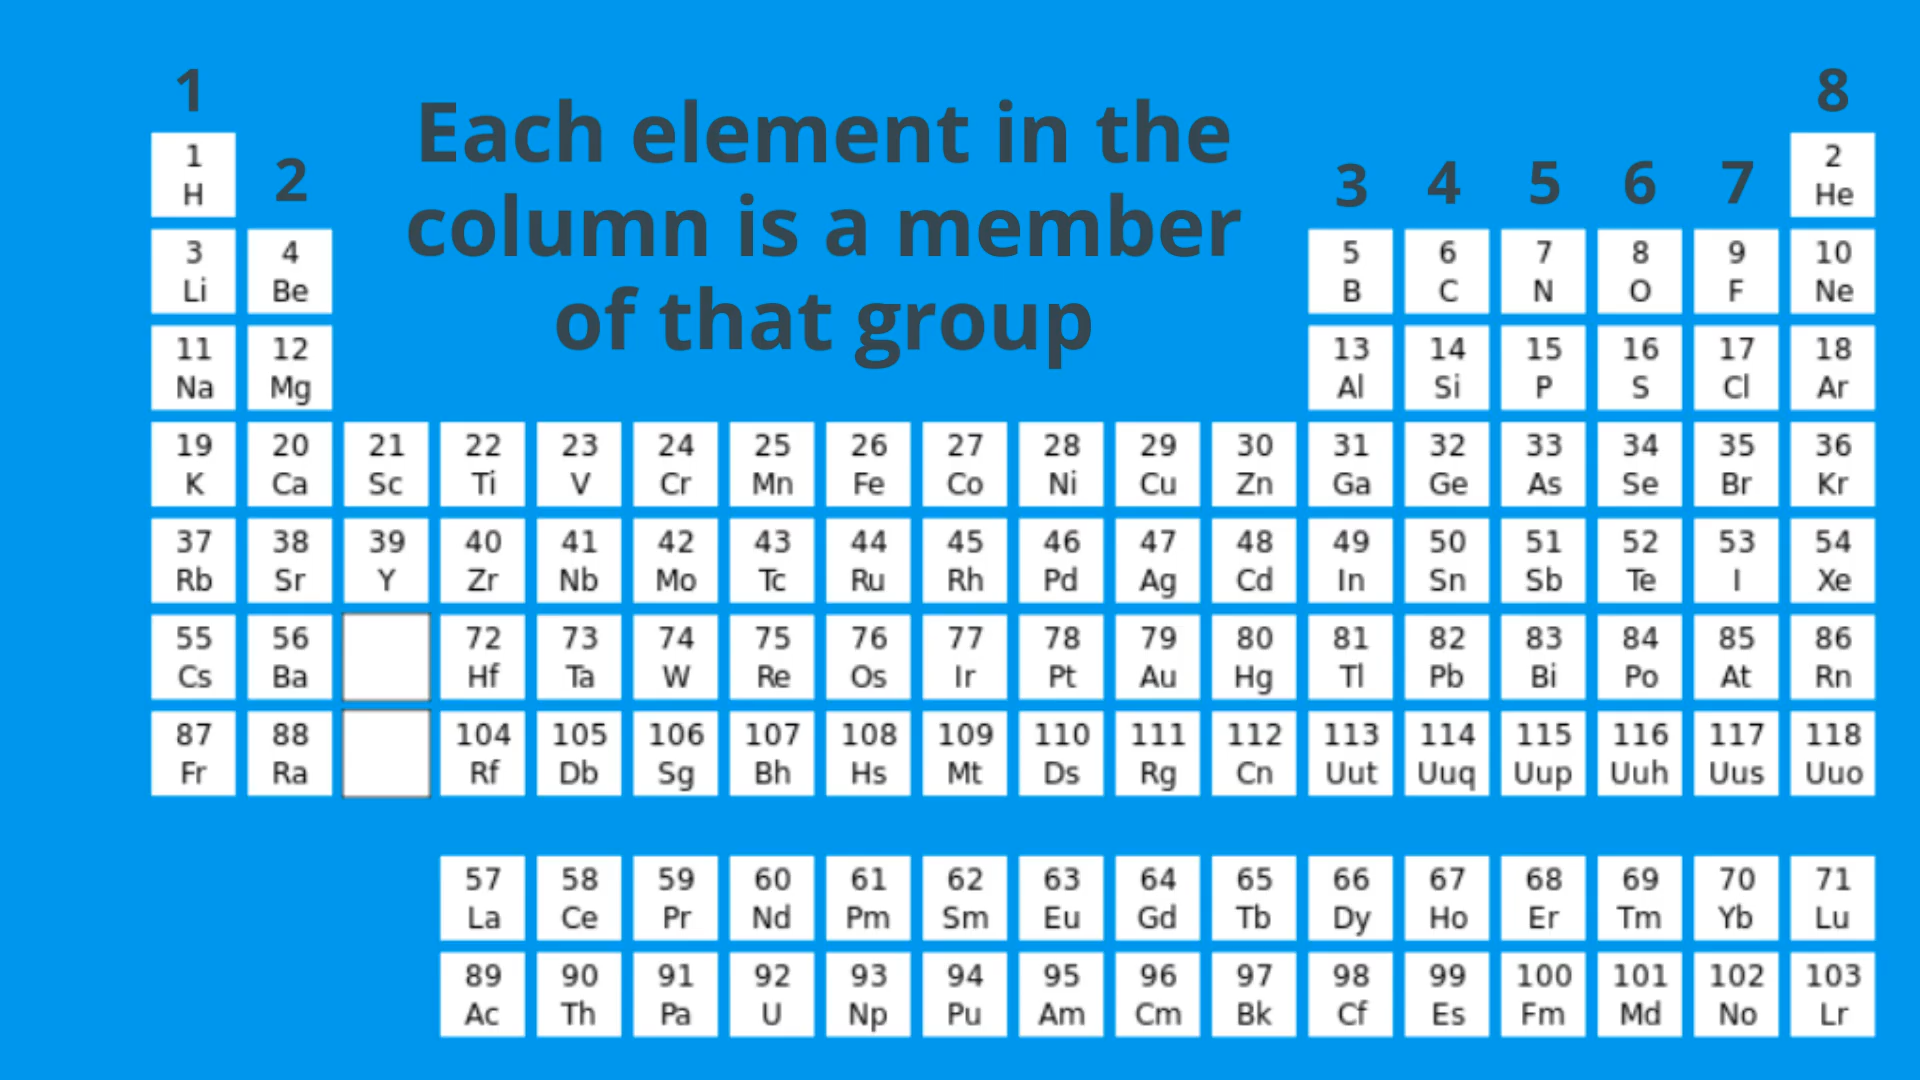 1 8
Each element in the
column is a member
of that group
2 3 4 5 6 7
1 2
H He
3 4 5 6 7 8 9 10
Li Be B C N O F Ne
11 12 13 14 15 16 17 18
Na Mg Al Si P S Cl Ar
19 20 21 22 23 24 25 26 27 28 29 30 31 32 33 34 35 36
K Ca Sc Ti V Cr Mn Fe Co Ni Cu Zn Ga Ge As Se Br Kr
37 38 39 40 41 42 43 44 45 46 47 48 49 50 51 52 53 54
Rb Sr Y Zr Nb Mo Tc Ru Rh Pd Ag Cd In Sn Sb Te I Xe
55 56 72 73 74 75 76 77 78 79 80 81 82 83 84 85 86
Cs Ba Hf Ta W Re Os Ir Pt Au Hg Tl Pb Bi Po At Rn
87 88 104 105 106 107 108 109 110 111 112 113 114 115 116 117 118
Fr Ra Rf Db Sg Bh Hs Mt Ds Rg Cn Uut Uuq Uup Uuh Uus Uuo
57 58 59 60 61 62 63 64 65 66 67 68 69 70 71
La Ce Pr Nd Pm Sm Eu Gd Tb Dy Ho Er Tm Yb Lu
89 90 91 92 93 94 95 96 97 98 99 100 101 102 103
Ac Th Pa U Np Pu Am Cm Bk Cf Es Fm Md No Lr